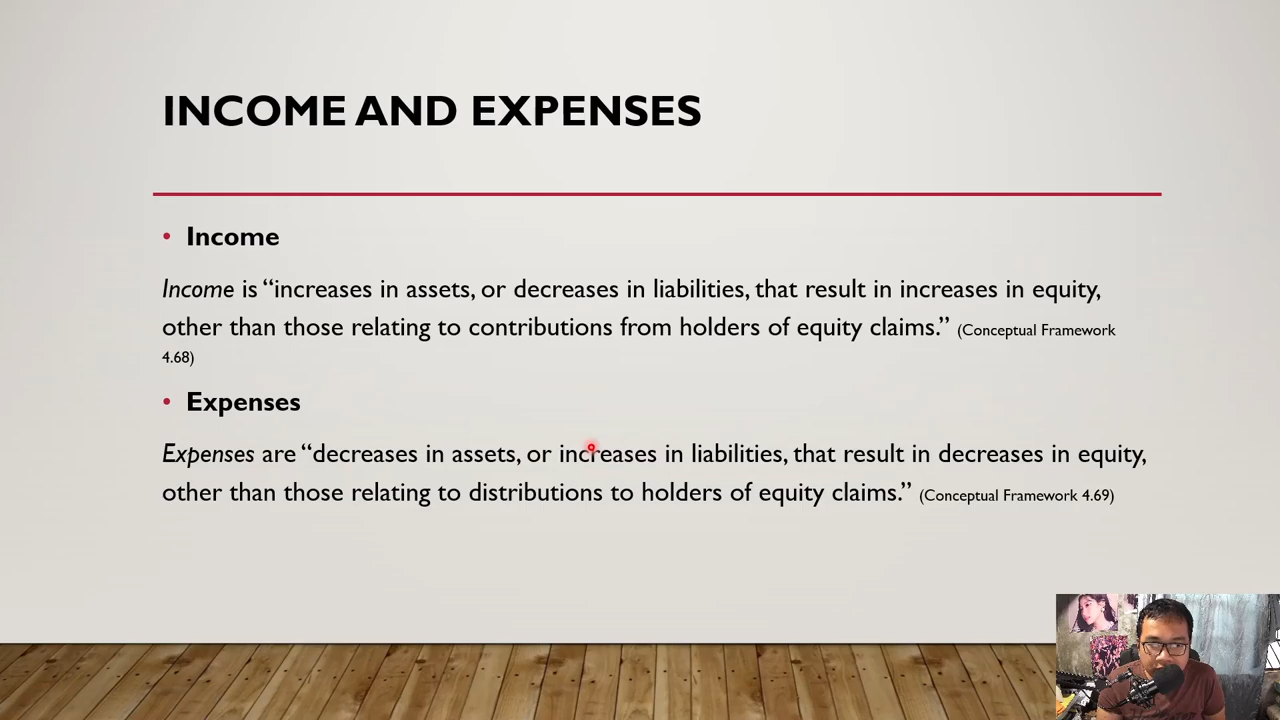 INCOME AND EXPENSES
• Income
Income is “increases in assets, or decreases in liabilities, that result in increases in equity,
other than those relating to contributions from holders of equity claims.” (Conceptual Framework
4.68)
• Expenses
Expenses are “decreases in assets, or increases in liabilities, that result in decreases in equity,
other than those relating to distributions to holders of equity claims.” (Conceptual Framework 4.69)